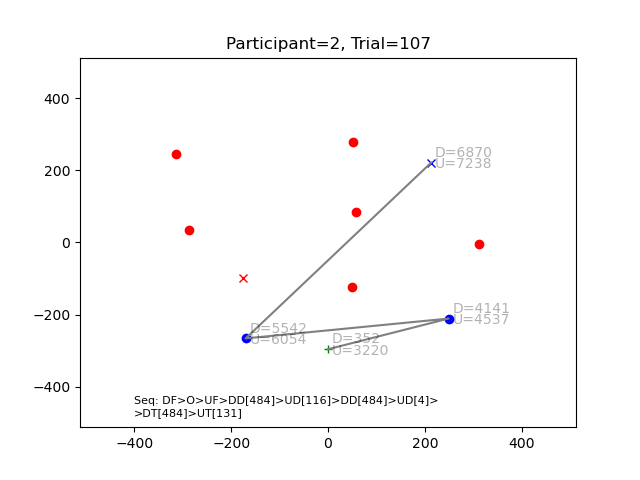 Participant=2, Trial=107
400
200
0
−200
−400
D=6870
U=7238
D=4141
U=4537
D=5542
U=6054
D=352
U=3220
Seq: DF>O>UF>DD[484]>UD[116]>DD[484]>UD[4]>
>DT[484]>UT[131]
−400
−200
0
200
400